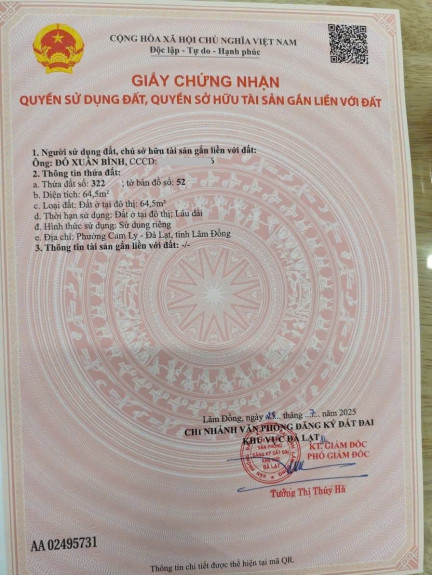 CỘNG HÒA XÃ HỘI CHỦ NGHĨA VIỆT NAM
Độc lập - Tự do - Hạnh phúc
GIẤY CHỨNG NHẬN
QUYỀN SỬ DỤNG ĐẤT, QUYỀN SỞ HỮU TÀI SẢN GẮN LIỀN VỚI ĐẤT
1. Người sử dụng đất, chủ sở hữu tài sản gắn liền với đất:
Ông: ĐỖ XUÂN BÌNH, CCCD:
2. Thông tin thửa đất:
a. Thửa đất số: 322 ; tờ bản đồ số: 52
b. Diện tích: 64,5m²
c. Loại đất: Đất ở tại đô thị: 64,5m²
d. Thời hạn sử dụng: Đất ở tại đô thị: Lâu dài
đ. Hình thức sử dụng: Sử dụng riêng
e. Địa chỉ: Phường Cam Ly - Đà Lạt, tỉnh Lâm Đồng
3. Thông tin tài sản gắn liền với đất: -/-
Lâm Đồng, ngày tháng 7 năm 2025
CHI NHÁNH VĂN PHÒNG ĐĂNG KÝ ĐẤT ĐAI
KHU VỰC ĐÀ LẠT
KT. GIÁM ĐỐC
PHÓ GIÁM ĐỐC
Tưởng Thị Thúy Hà
AA 02495731
Thông tin chi tiết được thể hiện tại mã QR.